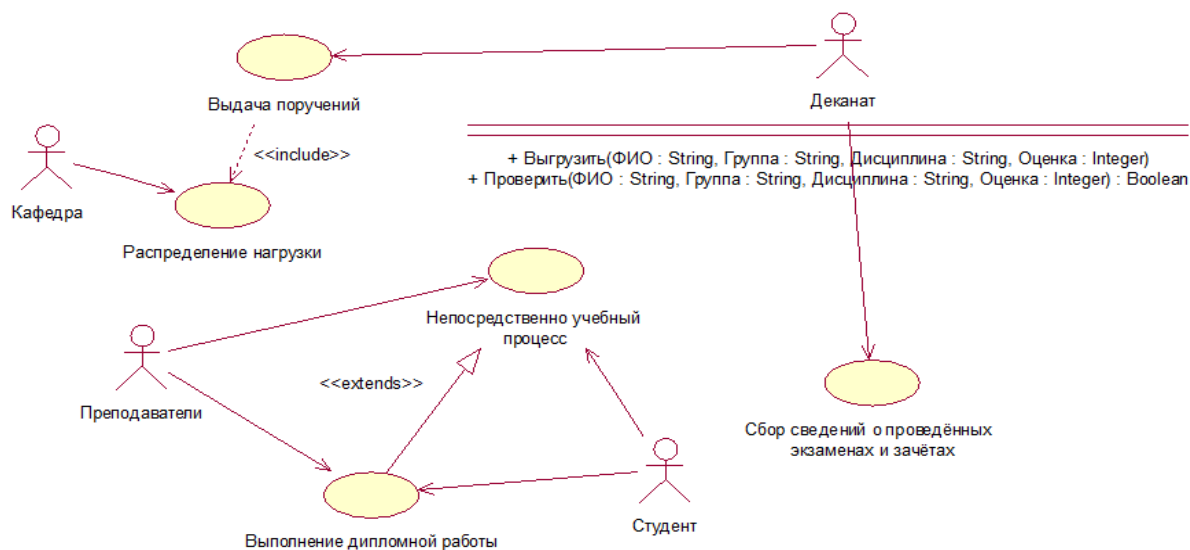 Выдача поручений
Деканат
<<include>>
+ Выгрузить(ФИО : String, Группа : String, Дисциплина : String, Оценка : Integer)
+ Проверить(ФИО : String, Группа : String, Дисциплина : String, Оценка : Integer) : Boolean
Кафедра
Распределение нагрузки
Непосредственно учебный
процесс
<<extends>>
Преподаватели
Сбор сведений о проведённых
экзаменах и зачётах
Студент
Выполнение дипломной работы